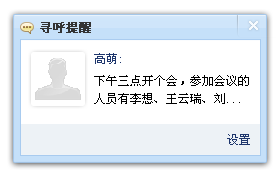 寻呼提醒
高萌:
下午三点开个会，参加会议的
人员有李想、王云瑞、刘...
设置